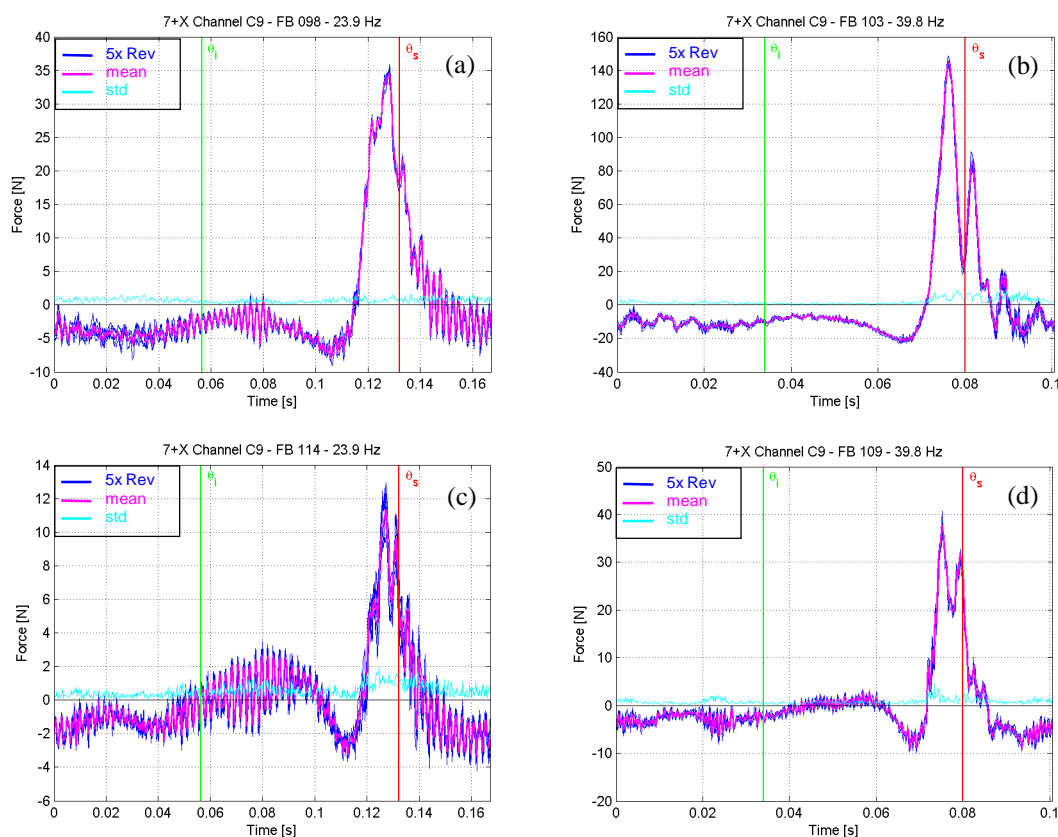 7+X Channel C9 - FB 098 - 23.9 Hz
40
35
30
25
20
15
10
5
0
-5
-10
Force [N]
5x Rev
mean
std
θi
θs
(a)
0 0.02 0.04 0.06 0.08 0.1 0.12 0.14 0.16
Time [s]
7+X Channel C9 - FB 103 - 39.8 Hz
160
140
120
100
80
60
40
20
0
-20
-40
Force [N]
5x Rev
mean
std
θi
θs
(b)
0 0.02 0.04 0.06 0.08 0.1
Time [s]
7+X Channel C9 - FB 114 - 23.9 Hz
14
12
10
8
6
4
2
0
-2
-4
-6
Force [N]
5x Rev
mean
std
θi
θs
(c)
0 0.02 0.04 0.06 0.08 0.1 0.12 0.14 0.16
Time [s]
7+X Channel C9 - FB 109 - 39.8 Hz
50
40
30
20
10
0
-10
-20
Force [N]
5x Rev
mean
std
θi
θs
(d)
0 0.02 0.04 0.06 0.08 0.1
Time [s]